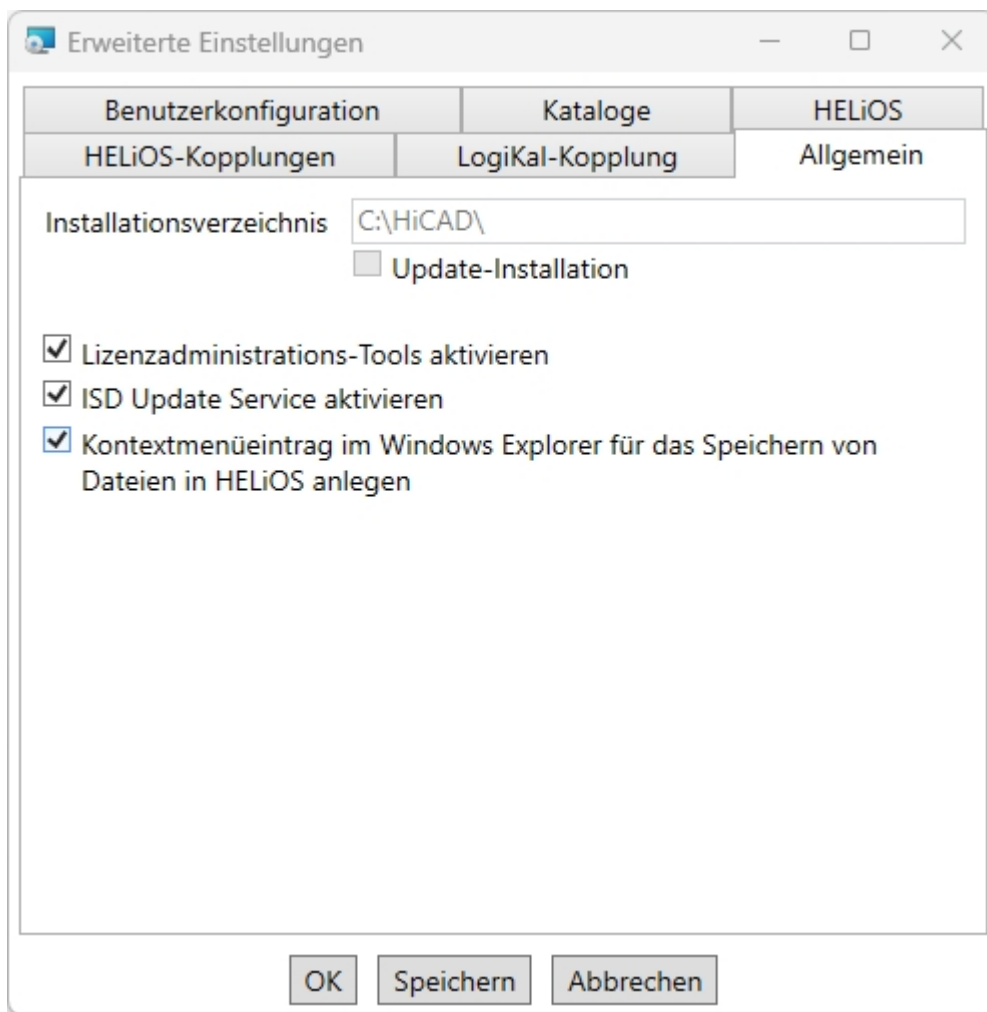 Erweiterte Einstellungen
Benutzerkonfiguration
Kataloge
HELiOS
HELiOS-Kopplungen
LogiKal-Kopplung
Allgemein
Installationsverzeichnis
C:\HiCAD\
Update-Installation
Lizenzadministrations-Tools aktivieren
ISD Update Service aktivieren
Kontextmenüeintrag im Windows Explorer für das Speichern von
Dateien in HELiOS anlegen
OK
Speichern
Abbrechen